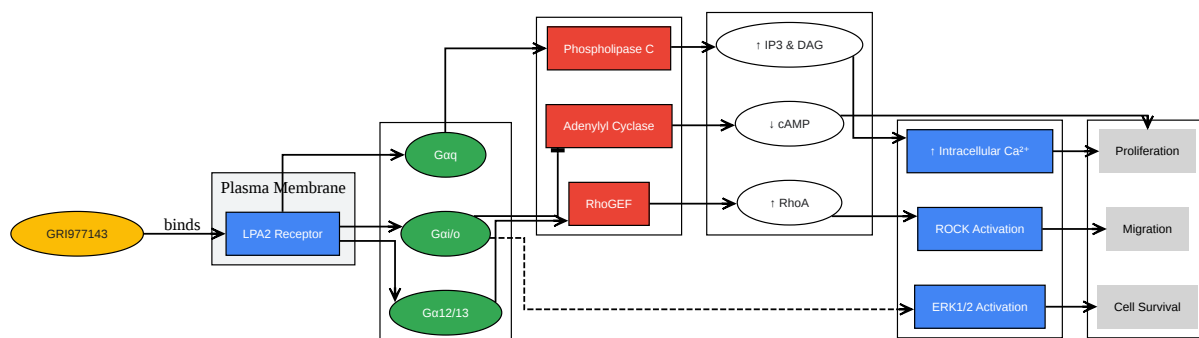 GRI977143
binds
Plasma Membrane
LPA2 Receptor
Gαq
Gαi/o
Gα12/13
Phospholipase C
Adenylyl Cyclase
RhoGEF
↑ IP3 & DAG
↓ cAMP
↑ RhoA
↑ Intracellular Ca²⁺
ROCK Activation
ERK1/2 Activation
Proliferation
Migration
Cell Survival